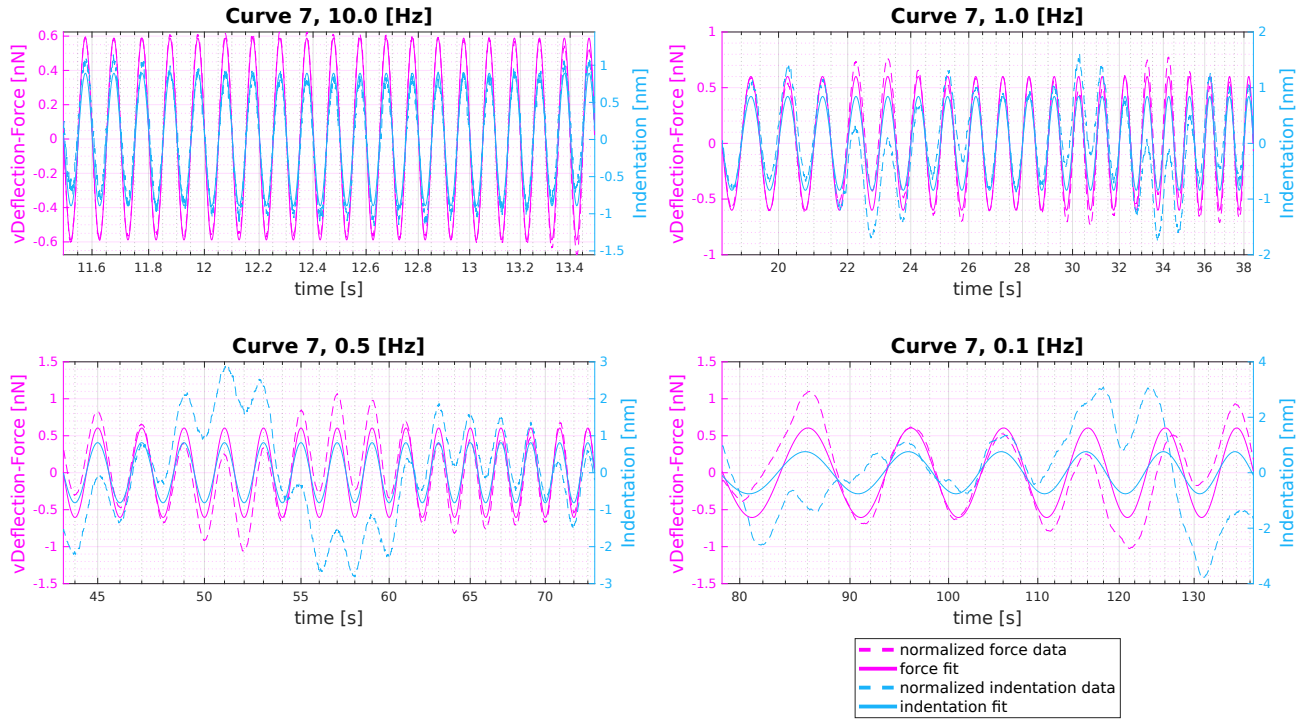 Curve 7, 10.0 [Hz]
vDeflection-Force [nN]
0.6
0.4
0.2
0
-0.2
-0.4
-0.6
1
0.5
0
-0.5
-1
-1.5
Indentation [nm]
11.6 11.8 12 12.2 12.4 12.6 12.8 13 13.2 13.4
time [s]
Curve 7, 1.0 [Hz]
vDeflection-Force [nN]
1
0.5
0
-0.5
-1
2
1
0
-1
-2
Indentation [nm]
20 22 24 26 28 30 32 34 36 38
time [s]
Curve 7, 0.5 [Hz]
vDeflection-Force [nN]
1.5
1
0.5
0
-0.5
-1
-1.5
3
2
1
0
-1
-2
-3
Indentation [nm]
45 50 55 60 65 70
time [s]
Curve 7, 0.1 [Hz]
vDeflection-Force [nN]
1.5
1
0.5
0
-0.5
-1
-1.5
4
2
0
-2
-4
Indentation [nm]
80 90 100 110 120 130
time [s]
normalized force data
force fit
normalized indentation data
indentation fit